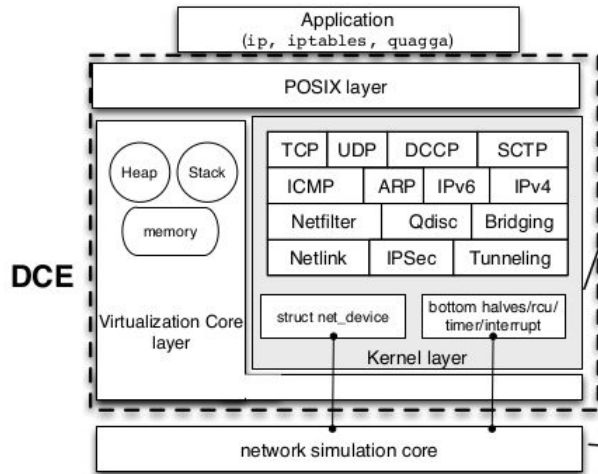 Application
(ip, iptables, quagga)
POSIX layer
TCP UDP DCCP SCTP
Heap Stack
ICMP ARP IPv6 IPv4
memory
Netfilter Qdisc Bridging
Netlink IPSec Tunneling
DCE
Virtualization Core
layer
struct net_device
bottom halves/rcu/
timer/interrupt
Kernel layer
network simulation core